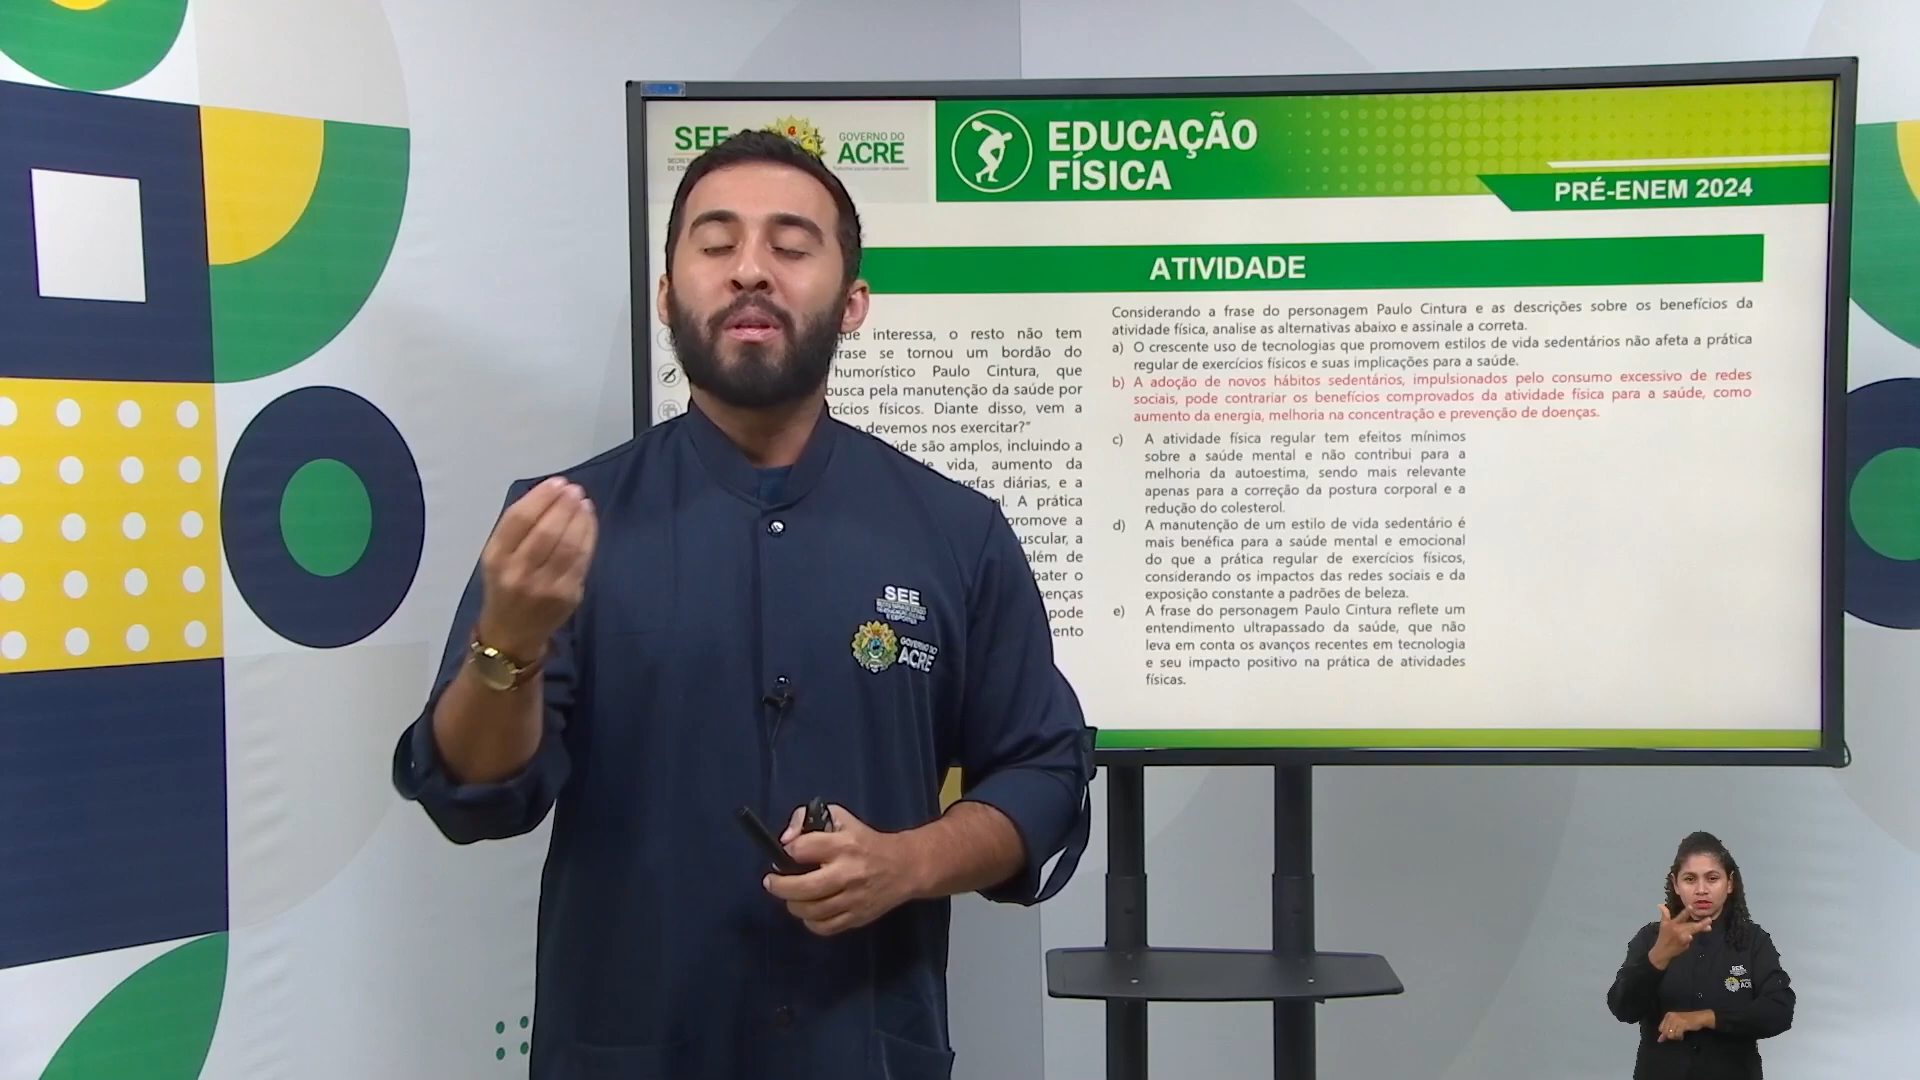 SEE
GOVERNO DO
ACRE
EDUCAÇÃO
FÍSICA
PRÉ-ENEM 2024
ATIVIDADE
que interessa, o resto não tem
frase se tornou um bordão do
humorístico Paulo Cintura, que
busca pela manutenção da saúde por
exercícios físicos. Diante disso, vem a
devemos nos exercitar?"
são amplos, incluindo a
vida, aumento da
tarefas diárias, e a
A prática
promove a
a
além de
o
pode
Considerando a frase do personagem Paulo Cintura e as descrições sobre os benefícios da
atividade física, analise as alternativas abaixo e assinale a correta.
a) O crescente uso de tecnologias que promovem estilos de vida sedentários não afeta a prática
regular de exercícios físicos e suas implicações para a saúde.
b) A adoção de novos hábitos sedentários, impulsionados pelo consumo excessivo de redes
sociais, pode contrariar os benefícios comprovados da atividade física para a saúde, como
aumento da energia, melhoria na concentração e prevenção de doenças.
c) A atividade física regular tem efeitos mínimos
sobre a saúde mental e não contribui para a
melhoria da autoestima, sendo mais relevante
apenas para a correção da postura corporal e a
redução do colesterol.
d) A manutenção de um estilo de vida sedentário é
mais benéfica para a saúde mental e emocional
do que a prática regular de exercícios físicos,
considerando os impactos das redes sociais e da
exposição constante a padrões de beleza.
e) A frase do personagem Paulo Cintura reflete um
entendimento ultrapassado da saúde, que não
leva em conta os avanços recentes em tecnologia
e seu impacto positivo na prática de atividades
físicas.
SEE
GOVERNO DO
ACRE
SEE